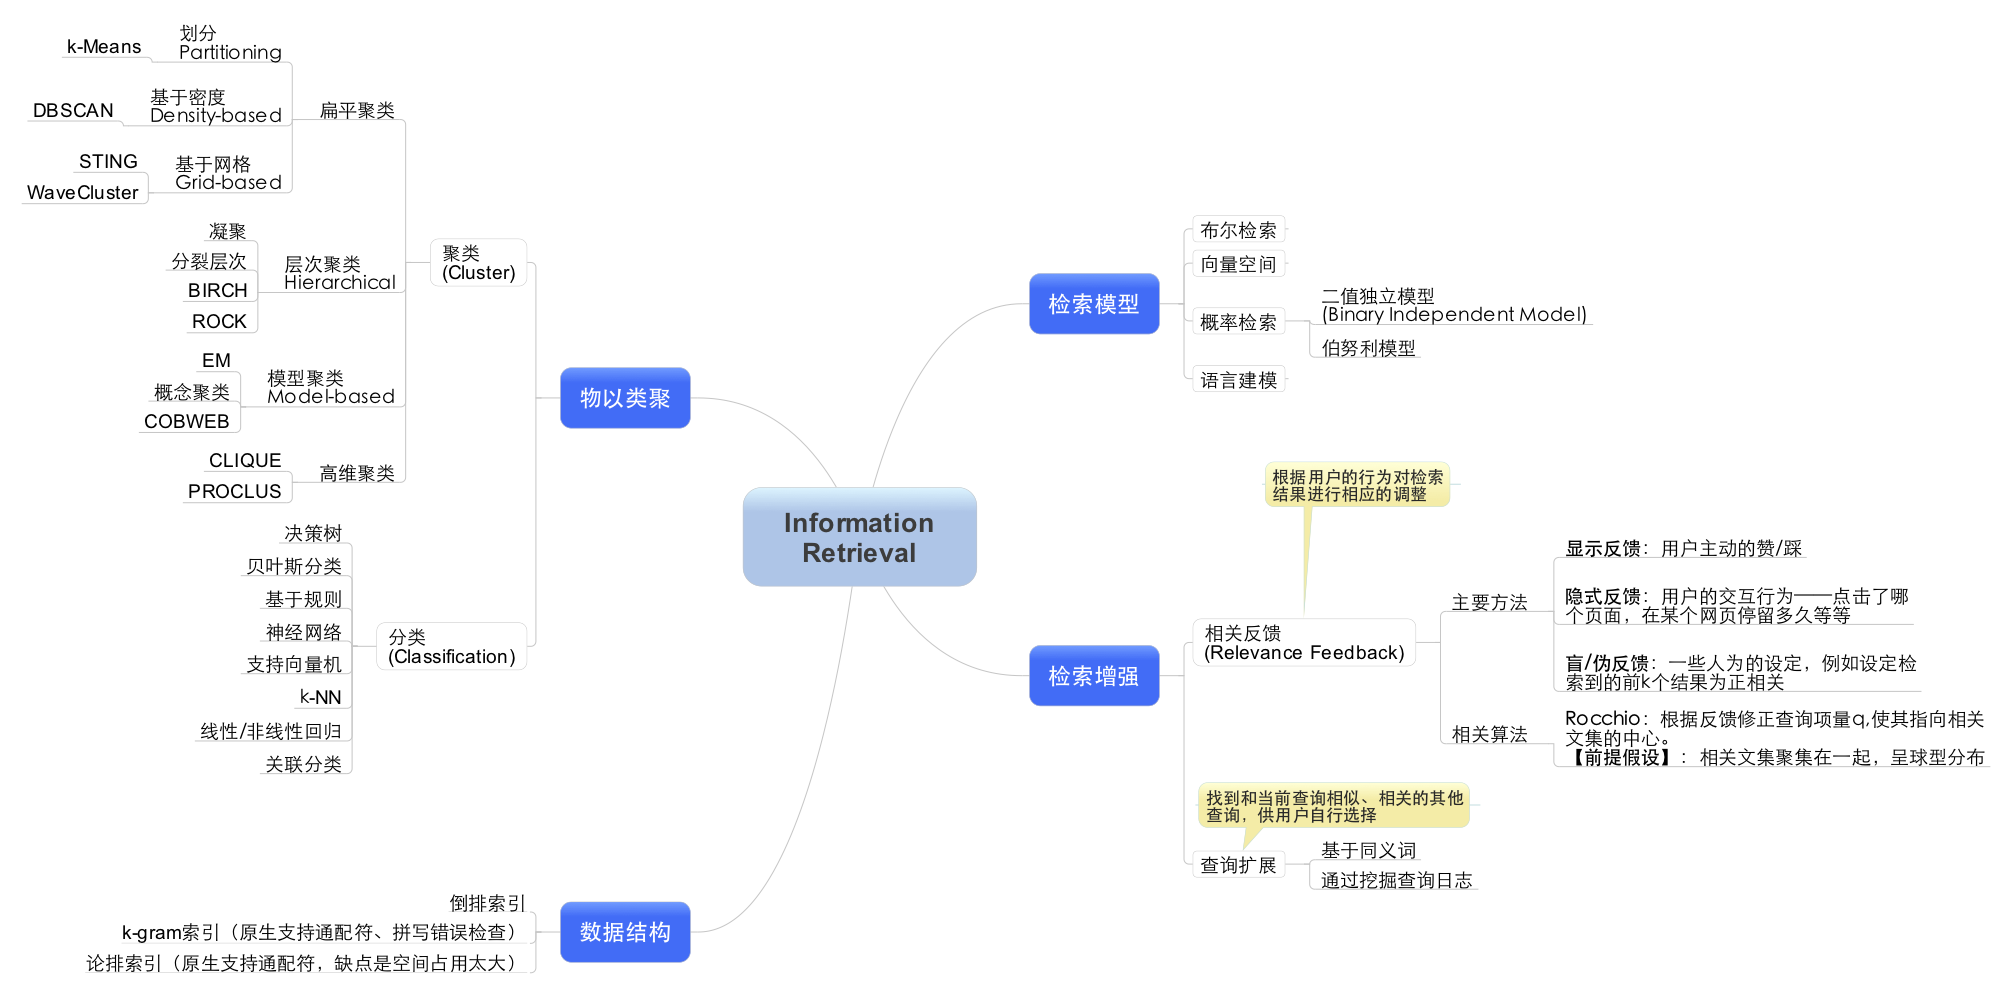 Information
Retrieval
物以类聚
聚类
(Cluster)
扁平聚类
划分
Partitioning
k-Means
基于密度
Density-based
DBSCAN
基于网格
Grid-based
STING
WaveCluster
层次聚类
Hierarchical
凝聚
分裂层次
BIRCH
ROCK
模型聚类
Model-based
EM
概念聚类
COBWEB
高维聚类
CLIQUE
PROCLUS
分类
(Classification)
决策树
贝叶斯分类
基于规则
神经网络
支持向量机
k-NN
线性/非线性回归
关联分类
数据结构
倒排索引
k-gram索引（原生支持通配符、拼写错误检查）
论排索引（原生支持通配符，缺点是空间占用太大）
检索模型
布尔检索
向量空间
概率检索
二值独立模型
(Binary Independent Model)
伯努利模型
语言建模
检索增强
根据用户的行为对检索
结果进行相应的调整
相关反馈
(Relevance Feedback)
主要方法
显示反馈：用户主动的赞/踩
隐式反馈：用户的交互行为——点击了哪
个页面，在某个网页停留多久等等
盲/伪反馈：一些人为的设定，例如设定检
索到的前k个结果为正相关
相关算法
Rocchio：根据反馈修正查询项量q,使其指向相关
文集的中心。
【前提假设】：相关文集聚集在一起，呈球型分布
找到和当前查询相似、相关的其他
查询，供用户自行选择
查询扩展
基于同义词
通过挖掘查询日志